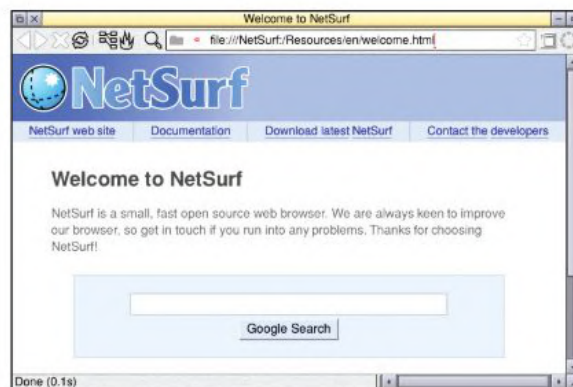 Welcome to NetSurf
file:///NetSurf:/Resources/en/welcome.html
NetSurf
NetSurf web site Documentation Download latest NetSurf Contact the developers
Welcome to NetSurf
NetSurf is a small, fast open source web browser. We are always keen to improve
our browser, so get in touch if you run into any problems. Thanks for choosing
NetSurf!
Google Search
Done (0.1s)